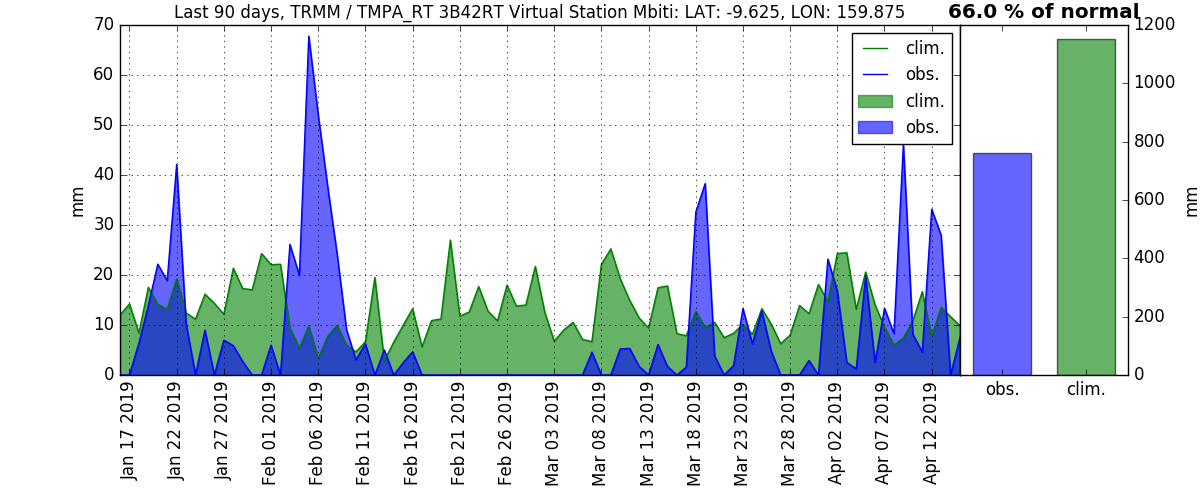 Last 90 days, TRMM / TMPA_RT 3B42RT Virtual Station Mbiti: LAT: -9.625, LON: 159.875
66.0 % of normal
mm
70
60
50
40
30
20
10
0
clim.
obs.
clim.
obs.
Jan 17 2019
Jan 22 2019
Jan 27 2019
Feb 01 2019
Feb 06 2019
Feb 11 2019
Feb 16 2019
Feb 21 2019
Feb 26 2019
Mar 03 2019
Mar 08 2019
Mar 13 2019
Mar 18 2019
Mar 23 2019
Mar 28 2019
Apr 02 2019
Apr 07 2019
Apr 12 2019
1200
1000
800
600
400
200
0
mm
obs.
clim.